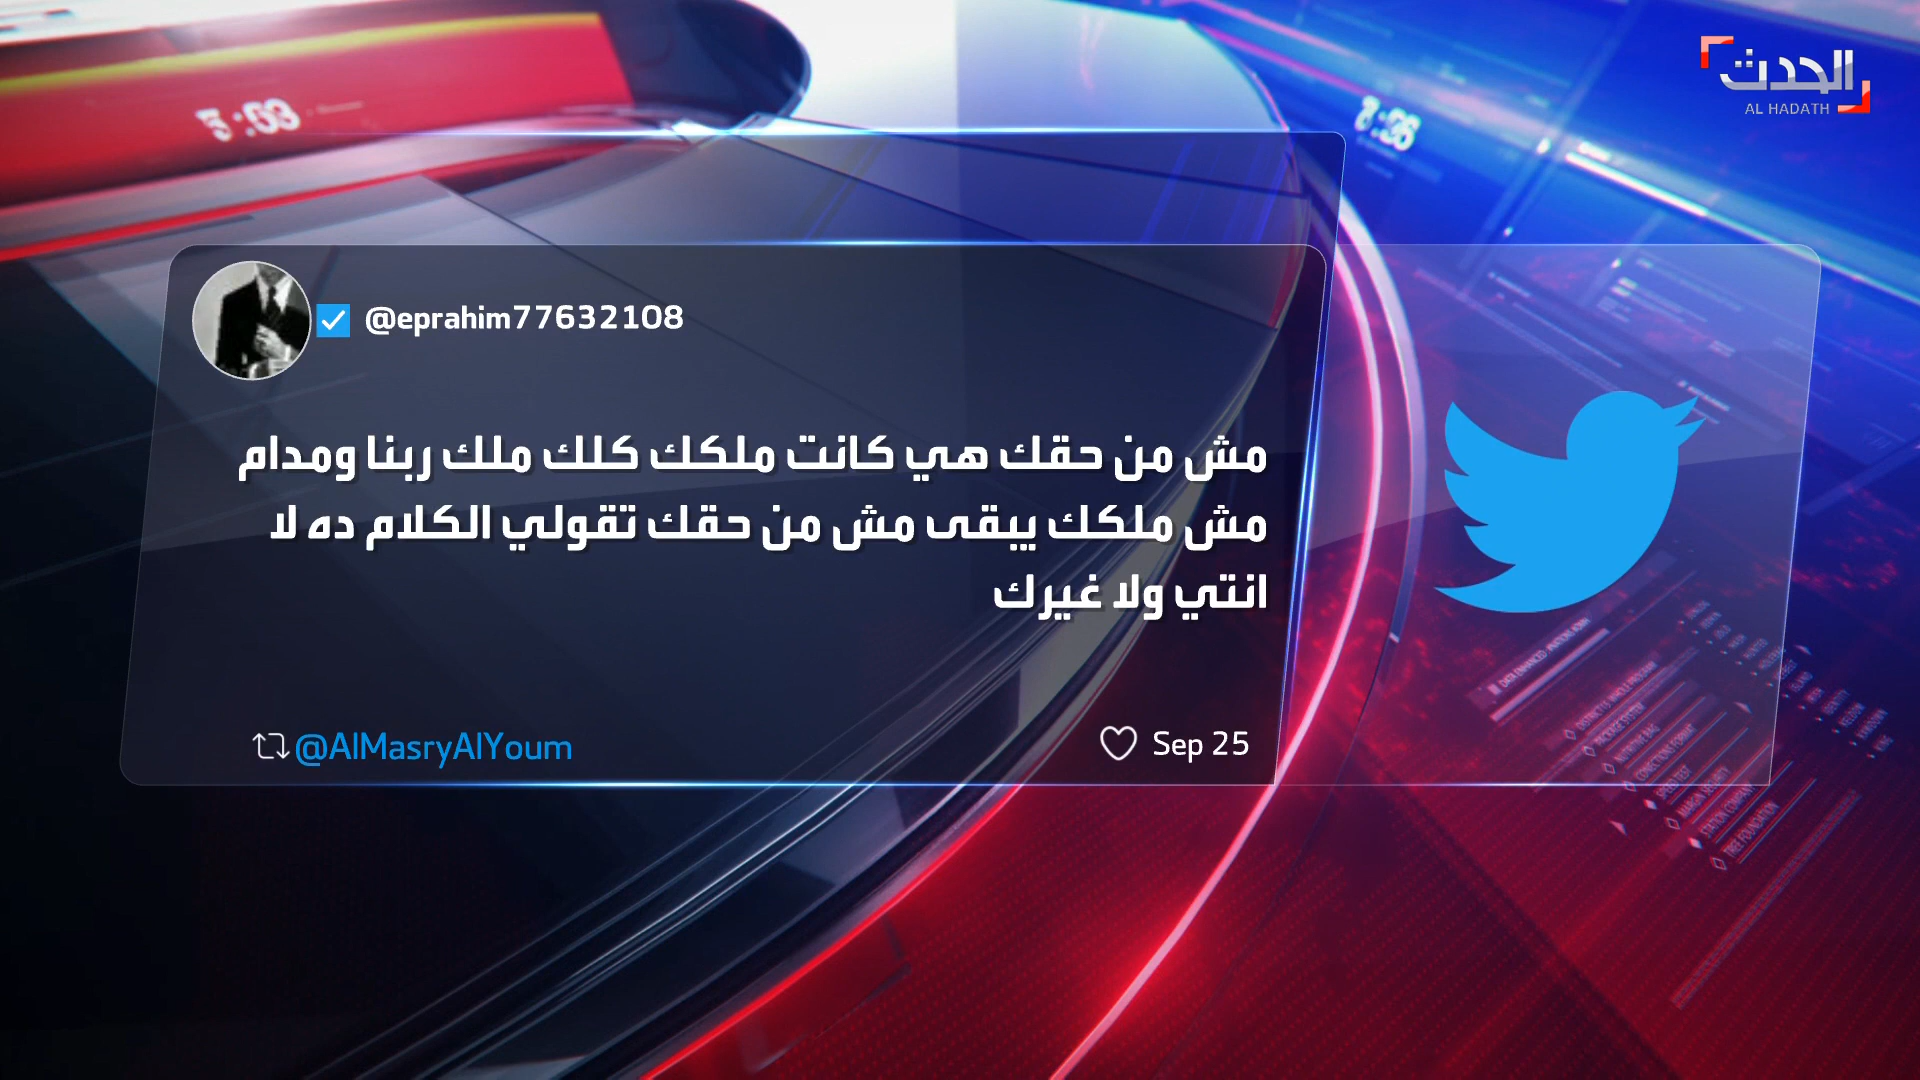 الحدث
AL HADATH
@eprahim77632108
مش من حقك هي كانت ملكك كلك ملك ربنا ومدام
مش ملكك يبقى مش من حقك تقولي الكلام ده لا
انتي ولا غيرك
@AlMasryAlYoum
Sep 25